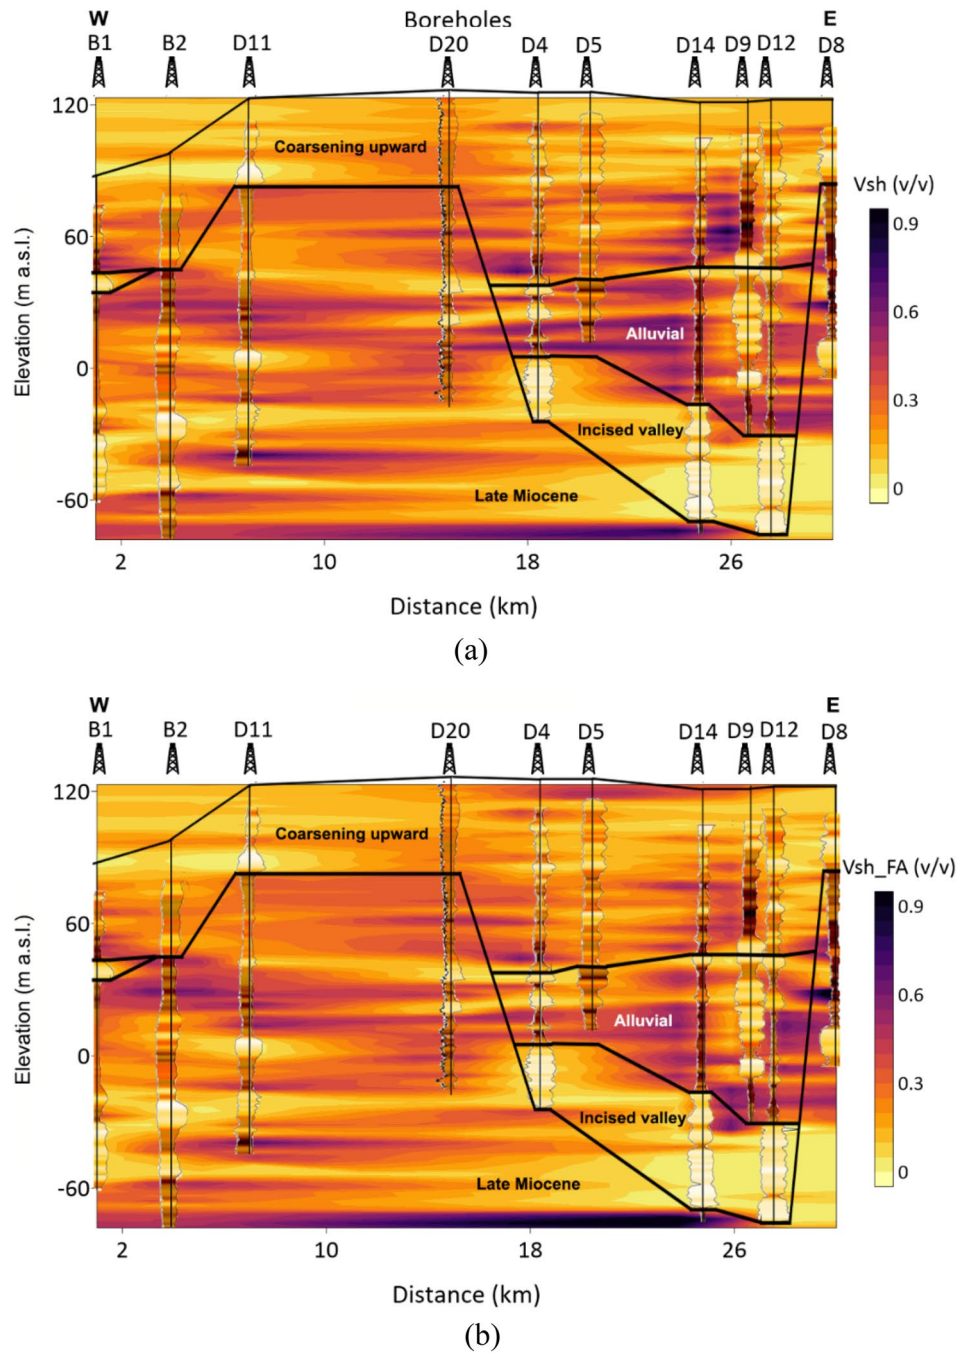 Boreholes
W E
B1 B2 D11 D20 D4 D5 D14 D9 D12 D8
120
60
0
-60
Elevation (m a.s.l.)
Coarsening upward
Alluvial
Incised valley
Late Miocene
Vsh (v/v)
0.9
0.6
0.3
0
2 10 18 26
Distance (km)
(a)
W E
B1 B2 D11 D20 D4 D5 D14 D9 D12 D8
120
60
0
-60
Elevation (m a.s.l.)
Coarsening upward
Alluvial
Incised valley
Late Miocene
Vsh_FA (v/v)
0.9
0.6
0.3
0
2 10 18 26
Distance (km)
(b)